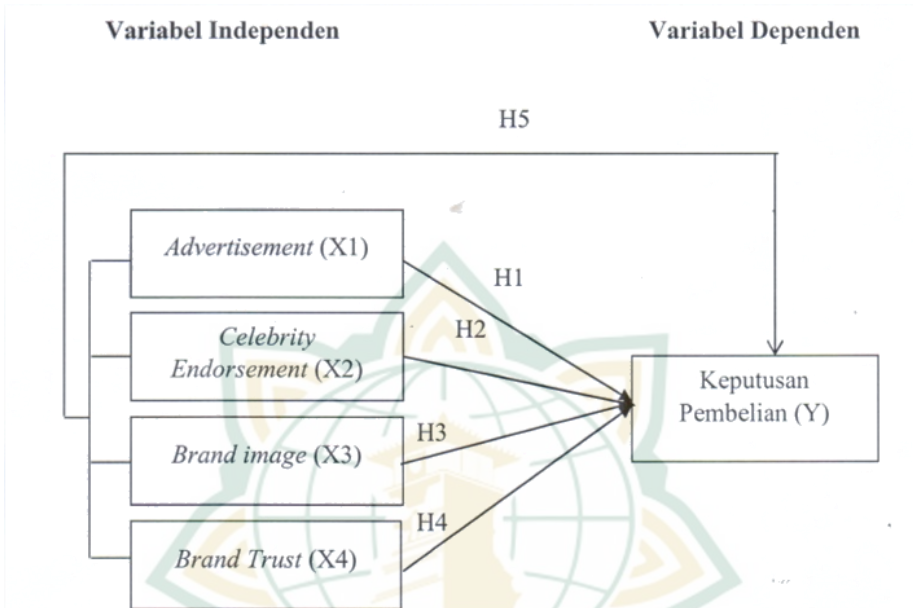 Variabel Independen
Variabel Dependen
H5
Advertisement (X1)
H1
H2
Celebrity
Endorsement (X2)
Keputusan
Pembelian (Y)
H3
Brand image (X3)
H4
Brand Trust (X4)